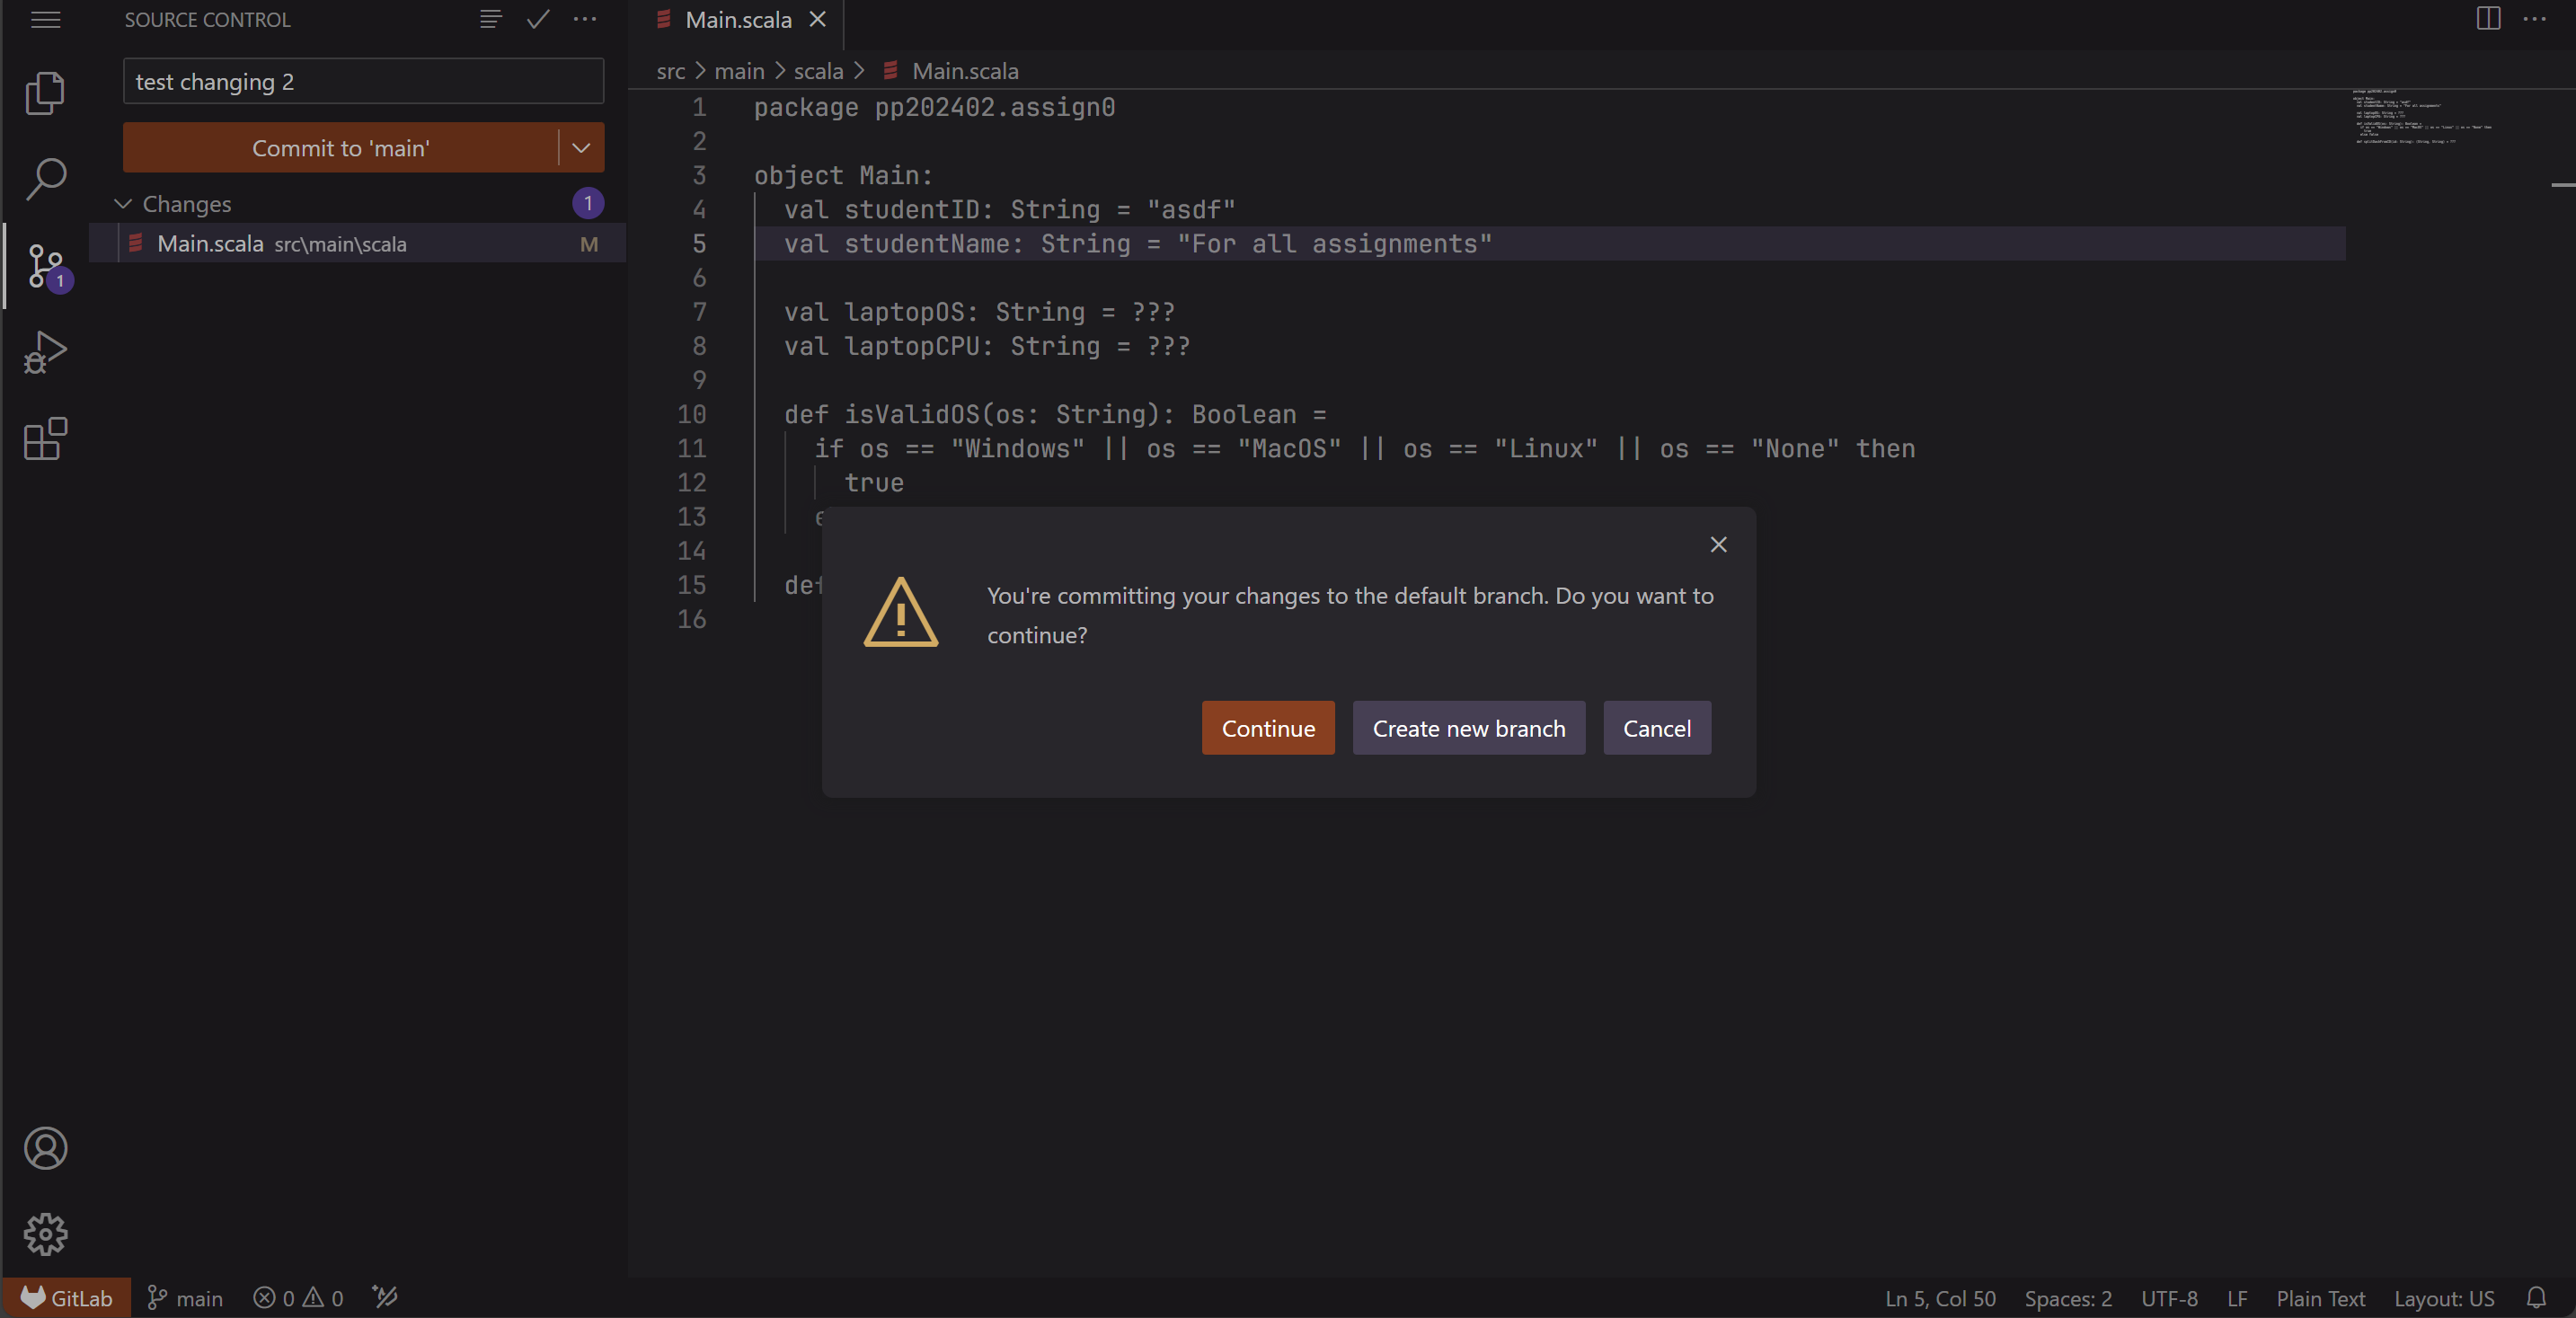 SOURCE CONTROL
test changing 2
Commit to 'main'
Changes 1
Main.scala src\main\scala M
1
Main.scala
src > main > scala > Main.scala
1 package pp202402.assign0
2
3 object Main:
4 val studentID: String = "asdf"
5 val studentName: String = "For all assignments"
6
7 val laptopOS: String = ???
8 val laptopCPU: String = ???
9
10 def isValidOS(os: String): Boolean =
11 if os == "Windows" || os == "MacOS" || os == "Linux" || os == "None" then
12 true
13 e
14
15 def
16
You're committing your changes to the default branch. Do you want to
continue?
Continue Create new branch Cancel
GitLab main 0 0 Ln 5, Col 50 Spaces: 2 UTF-8 LF Plain Text Layout: US